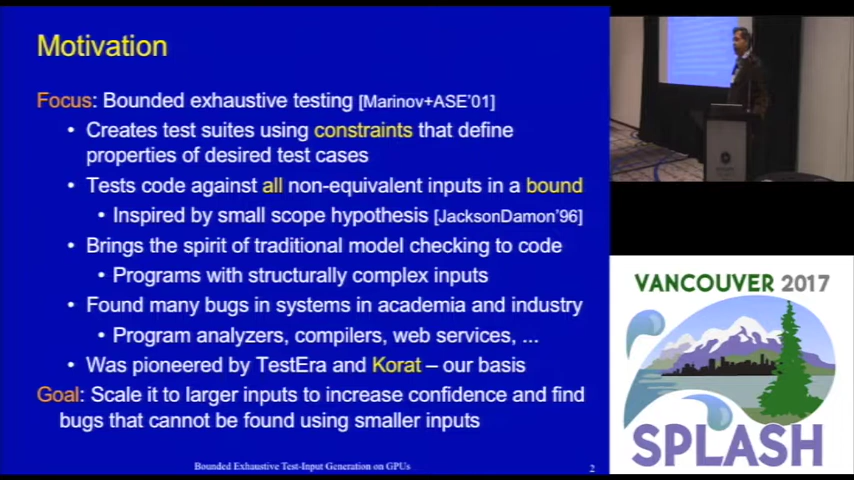 Motivation
Focus: Bounded exhaustive testing [Marinov+ASE'01]
• Creates test suites using constraints that define
properties of desired test cases
• Tests code against all non-equivalent inputs in a bound
• Inspired by small scope hypothesis [JacksonDamon'96]
• Brings the spirit of traditional model checking to code
• Programs with structurally complex inputs
• Found many bugs in systems in academia and industry
• Program analyzers, compilers, web services, ...
• Was pioneered by TestEra and Korat – our basis
Goal: Scale it to larger inputs to increase confidence and find
bugs that cannot be found using smaller inputs
Bounded Exhaustive Test-Input Generation on GPUs
2
VANCOUVER 2017
SPLASH